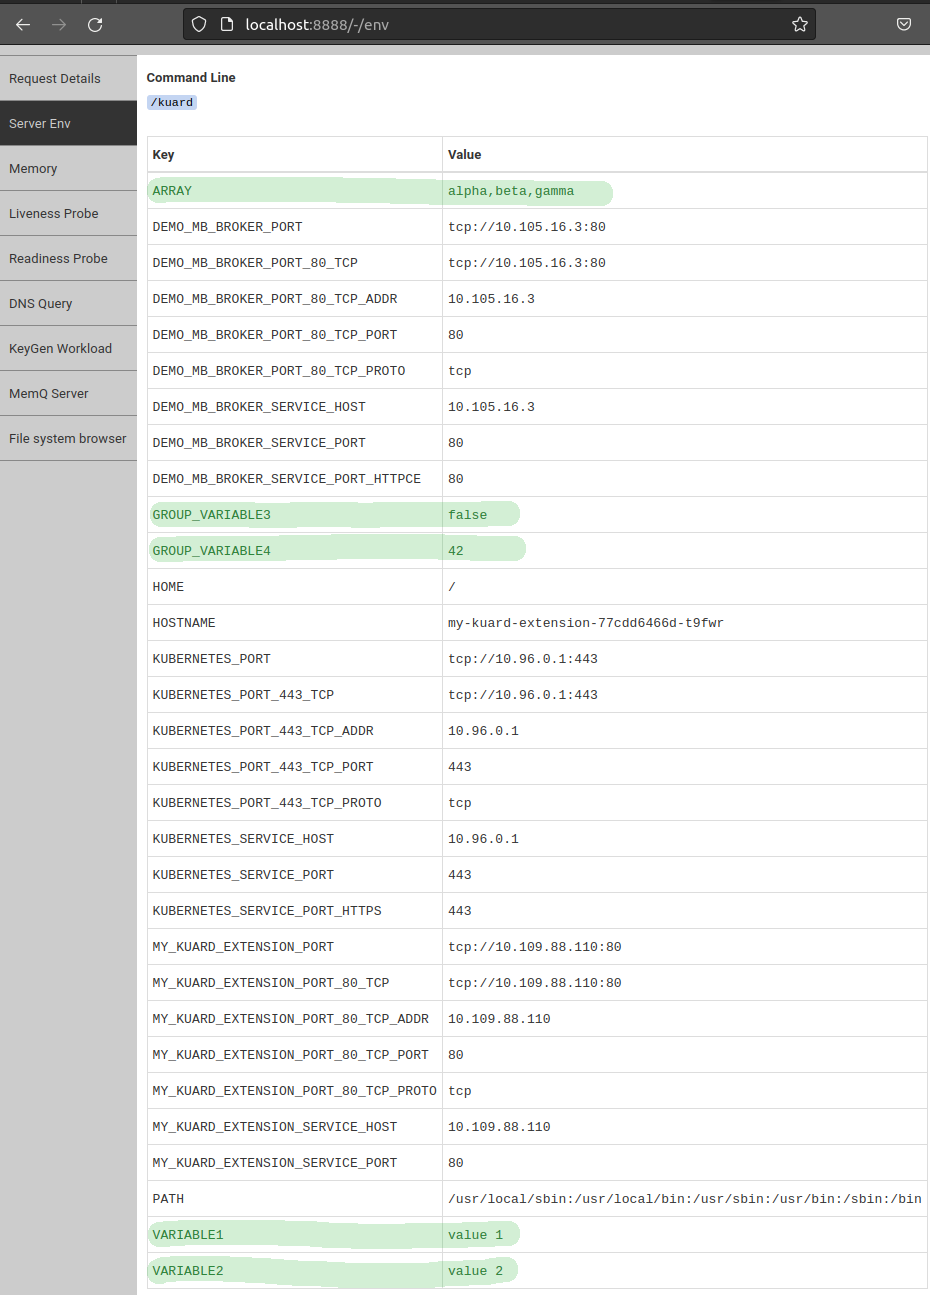 localhost:8888/-/env
Request Details
Server Env
Memory
Liveness Probe
Readiness Probe
DNS Query
KeyGen Workload
MemQ Server
File system browser
Command Line
/kuard
Key Value
ARRAY alpha,beta,gamma
DEMO_MB_BROKER_PORT tcp://10.105.16.3:80
DEMO_MB_BROKER_PORT_80_TCP tcp://10.105.16.3:80
DEMO_MB_BROKER_PORT_80_TCP_ADDR 10.105.16.3
DEMO_MB_BROKER_PORT_80_TCP_PORT 80
DEMO_MB_BROKER_PORT_80_TCP_PROTO tcp
DEMO_MB_BROKER_SERVICE_HOST 10.105.16.3
DEMO_MB_BROKER_SERVICE_PORT 80
DEMO_MB_BROKER_SERVICE_PORT_HTTPCE 80
GROUP_VARIABLE3 false
GROUP_VARIABLE4 42
HOME /
HOSTNAME my-kuard-extension-77cdd6466d-t9fwr
KUBERNETES_PORT tcp://10.96.0.1:443
KUBERNETES_PORT_443_TCP tcp://10.96.0.1:443
KUBERNETES_PORT_443_TCP_ADDR 10.96.0.1
KUBERNETES_PORT_443_TCP_PORT 443
KUBERNETES_PORT_443_TCP_PROTO tcp
KUBERNETES_SERVICE_HOST 10.96.0.1
KUBERNETES_SERVICE_PORT 443
KUBERNETES_SERVICE_PORT_HTTPS 443
MY_KUARD_EXTENSION_PORT tcp://10.109.88.110:80
MY_KUARD_EXTENSION_PORT_80_TCP tcp://10.109.88.110:80
MY_KUARD_EXTENSION_PORT_80_TCP_ADDR 10.109.88.110
MY_KUARD_EXTENSION_PORT_80_TCP_PORT 80
MY_KUARD_EXTENSION_PORT_80_TCP_PROTO tcp
MY_KUARD_EXTENSION_SERVICE_HOST 10.109.88.110
MY_KUARD_EXTENSION_SERVICE_PORT 80
PATH /usr/local/sbin:/usr/local/bin:/usr/sbin:/usr/bin:/sbin:/bin
VARIABLE1 value 1
VARIABLE2 value 2